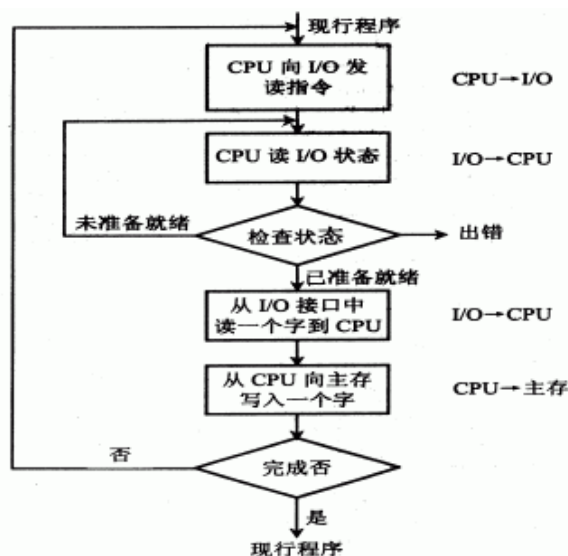 现行程序
CPU 向 I/O 发
读指令
CPU→I/O
CPU 读 I/O 状态
I/O→CPU
未准备就绪
检查状态
出错
已准备就绪
从 I/O 接口中
读一个字到 CPU
I/O→CPU
从 CPU 向主存
写入一个字
CPU→主存
否
完成否
是
现行程序